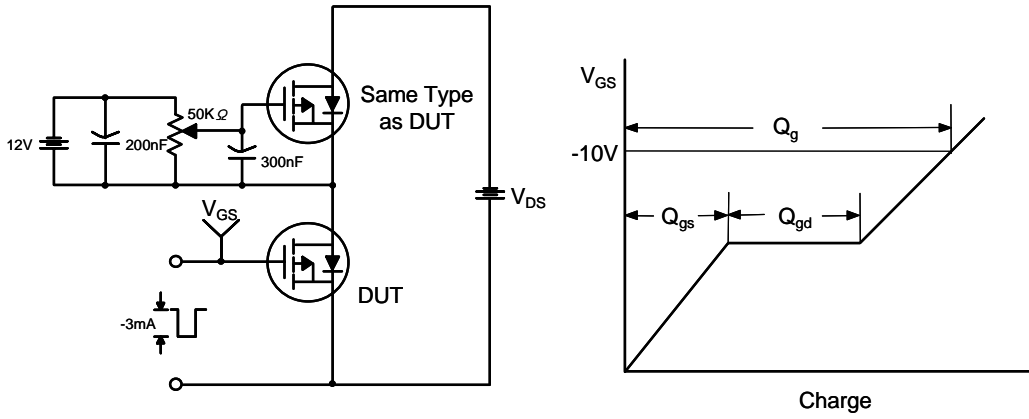 12V
200nF
50KΩ
300nF
Same Type
as DUT
VDS
VGS
DUT
-3mA
VGS
-10V
Qg
Qgs
Qgd
Charge